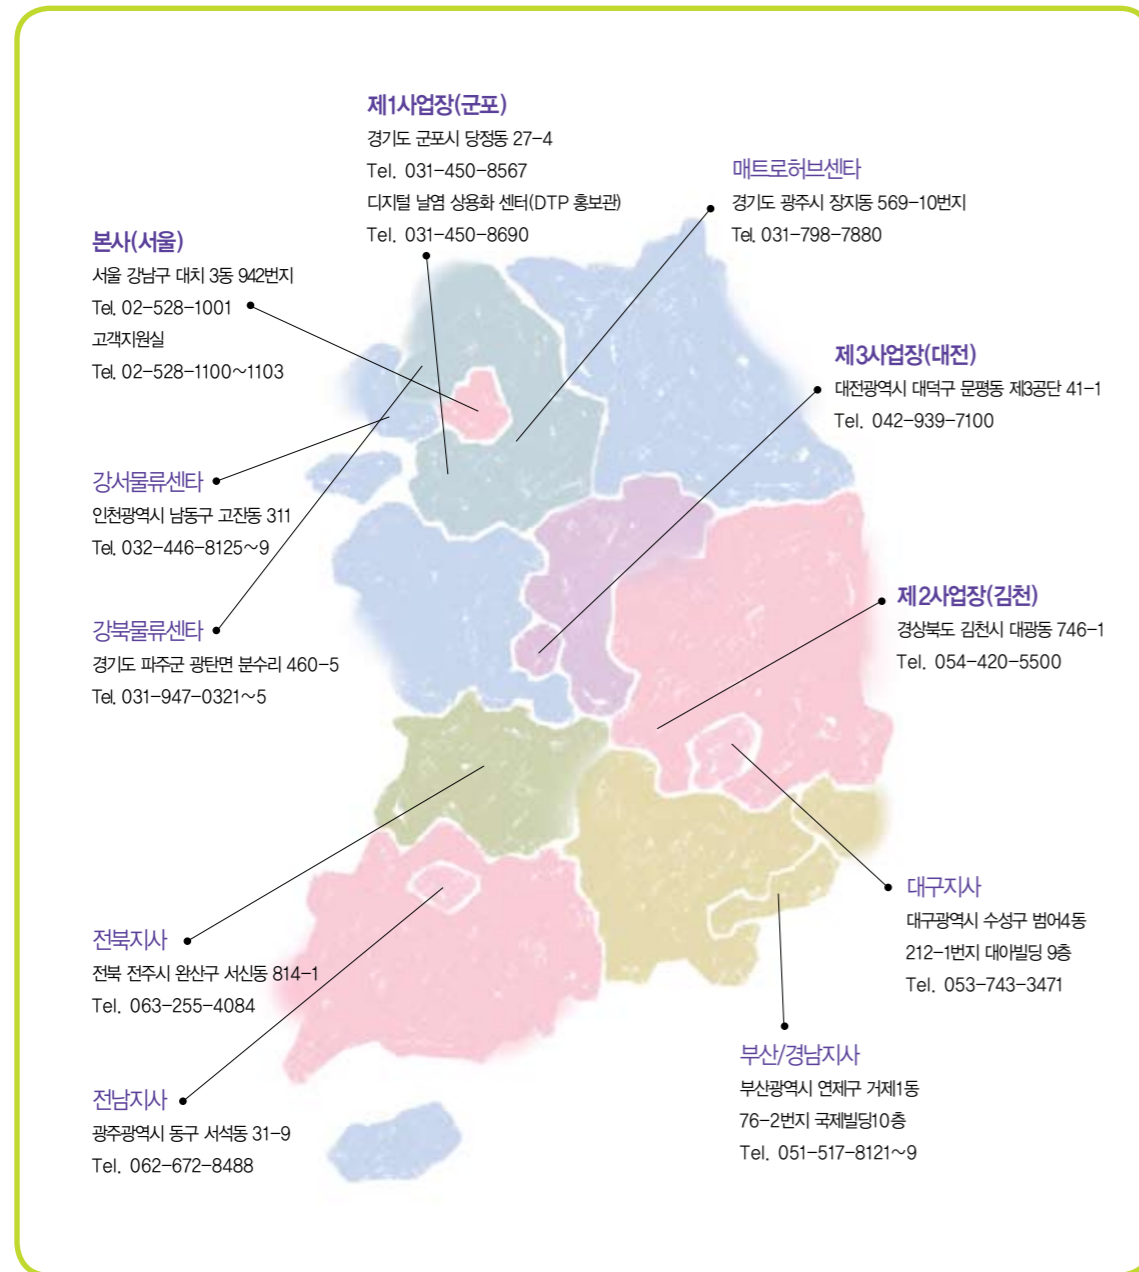 제1사업장(군포)
경기도 군포시 당정동 27-4
Tel. 031-450-8567
디지털 날염 상용화 센터(DTP 홍보관)
Tel. 031-450-8690
매트로허브센타
경기도 광주시 장지동 569-10번지
Tel. 031-798-7880
본사(서울)
서울 강남구 대치 3동 942번지
Tel. 02-528-1001
고객지원실
Tel. 02-528-1100~1103
제3사업장(대전)
대전광역시 대덕구 문평동 제3공단 41-1
Tel. 042-939-7100
강서물류센타
인천광역시 남동구 고잔동 311
Tel. 032-446-8125~9
강북물류센타
경기도 파주군 광탄면 분수리 460-5
Tel. 031-947-0321~5
제2사업장(김천)
경상북도 김천시 대광동 746-1
Tel. 054-420-5500
대구지사
대구광역시 수성구 범어4동
212-1번지 대아빌딩 9층
Tel. 053-743-3471
전북지사
전북 전주시 완산구 서신동 814-1
Tel. 063-255-4084
부산/경남지사
부산광역시 연제구 거제1동
76-2번지 국제빌딩10층
Tel. 051-517-8121~9
전남지사
광주광역시 동구 서석동 31-9
Tel. 062-672-8488